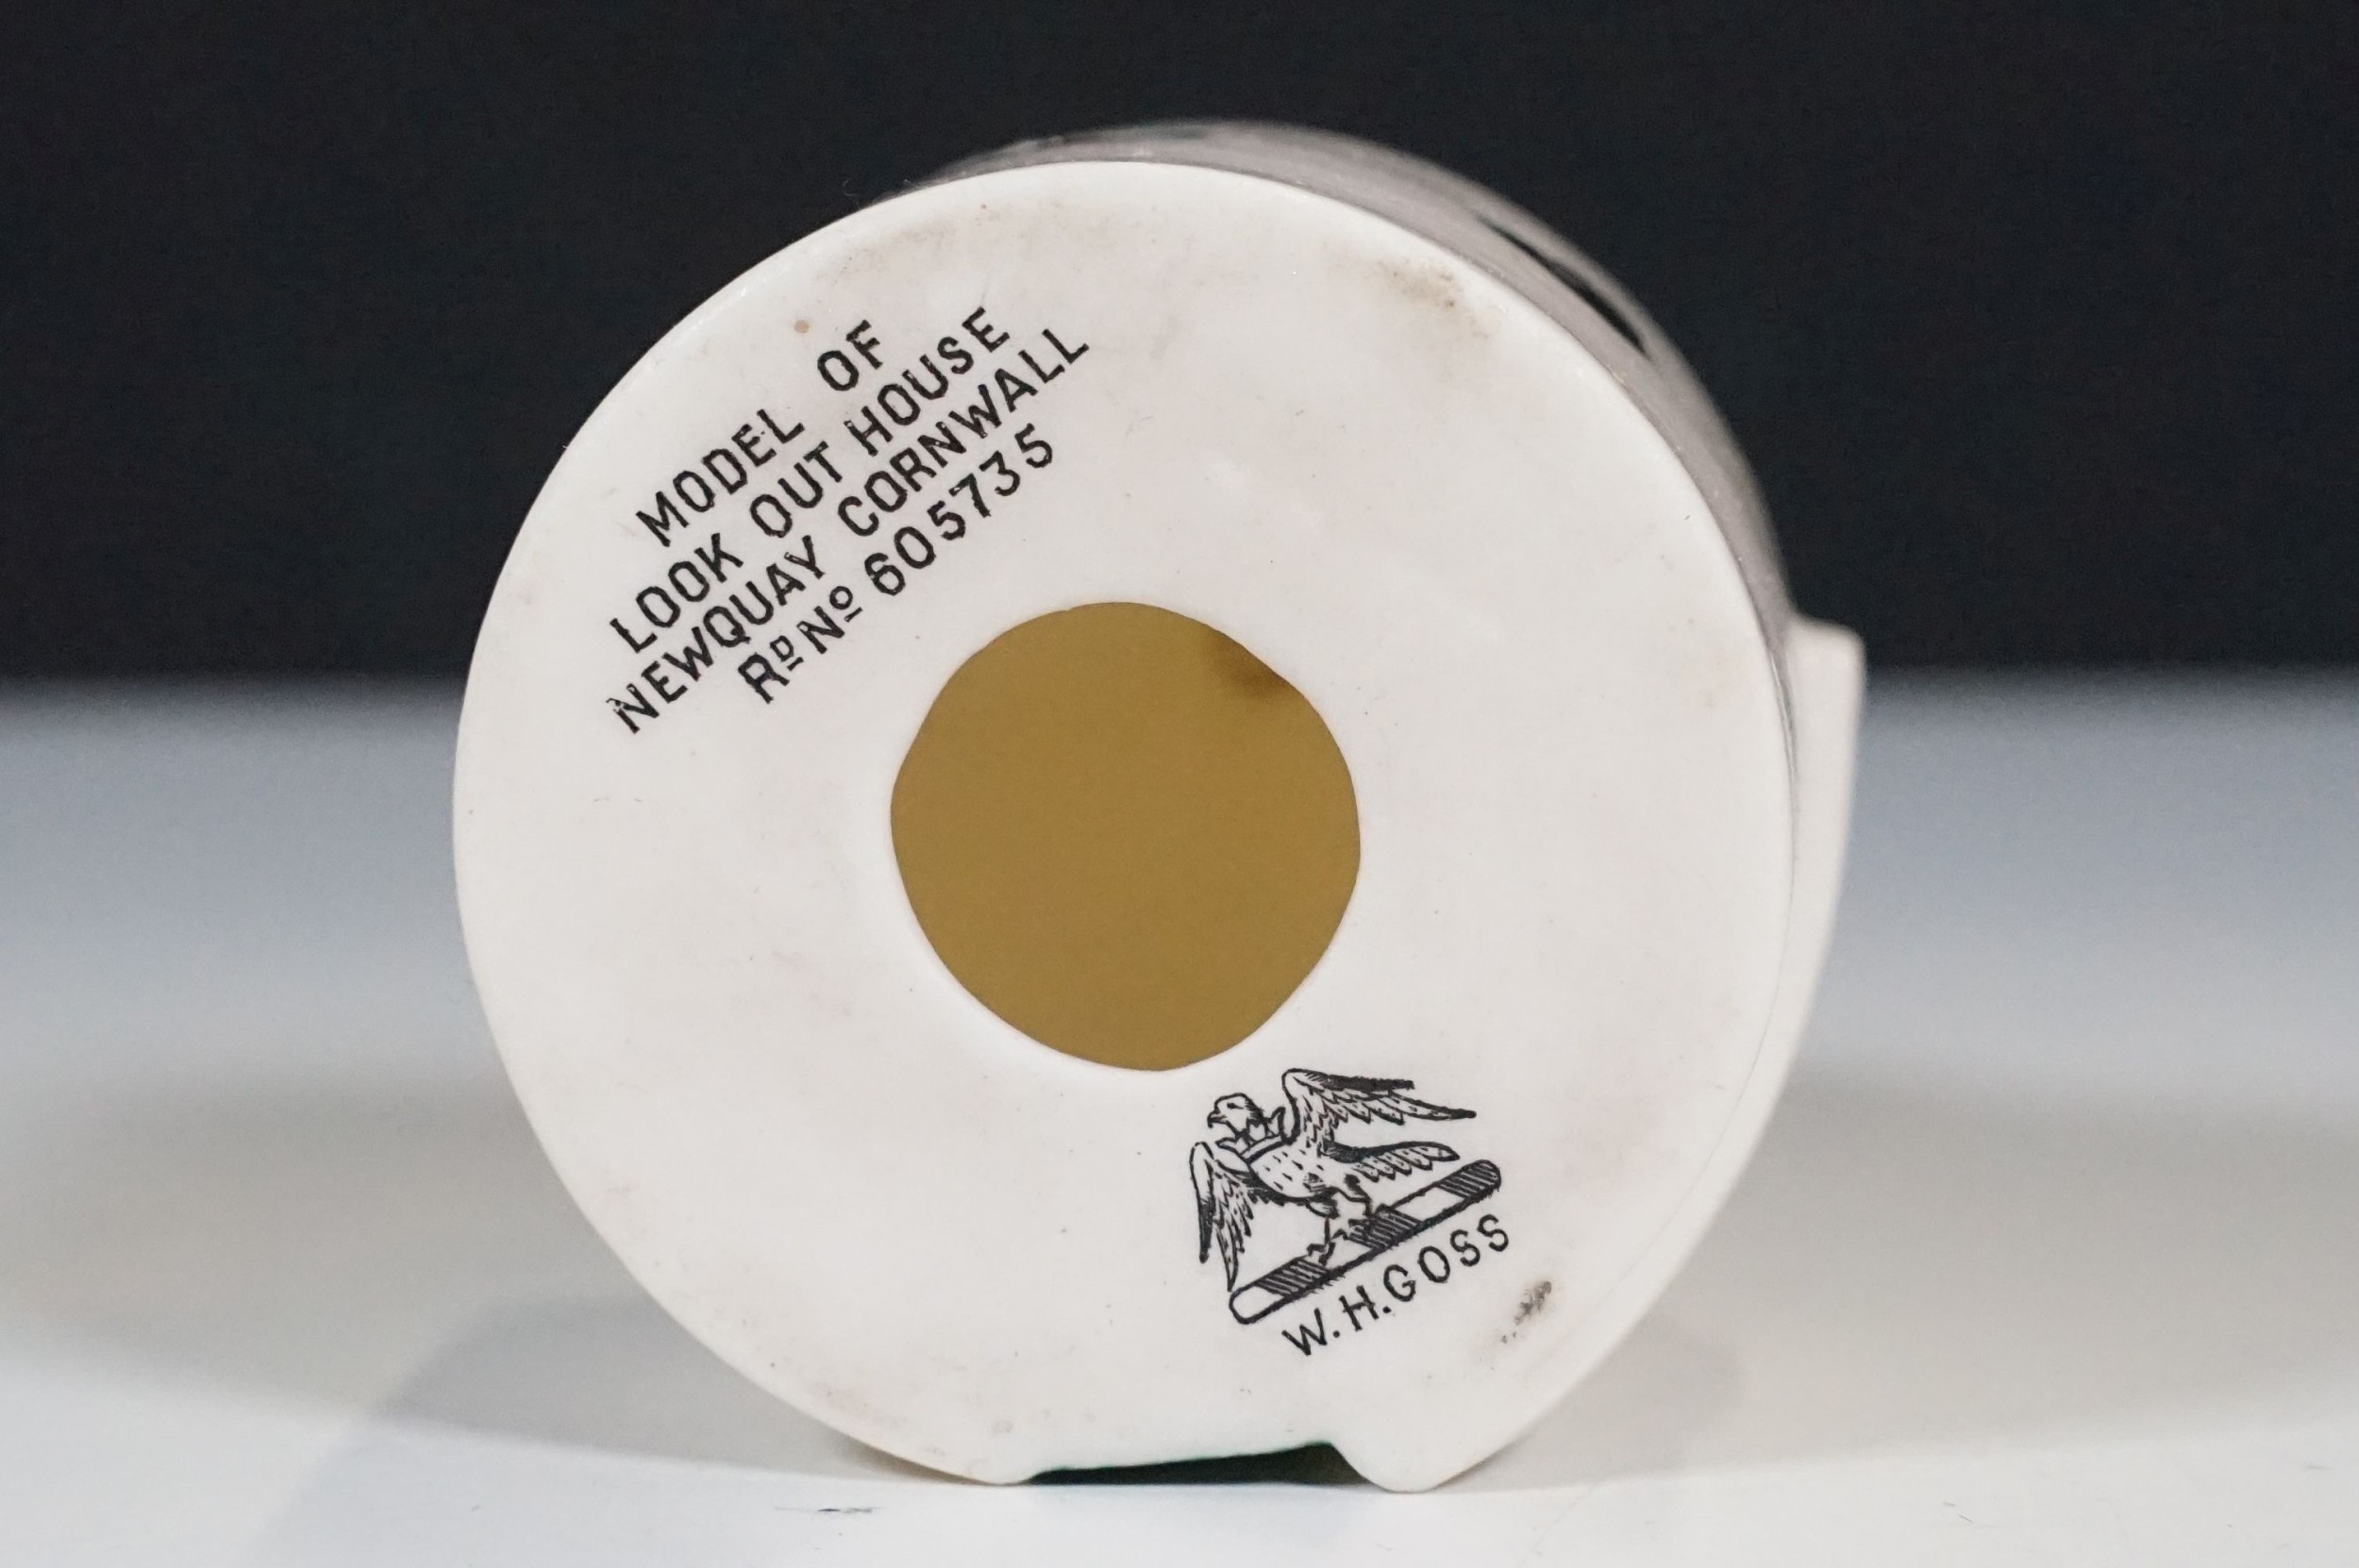 MODEL OF
LOOK OUT HOUSE
NEWQUAY CORNWALL
Rᴰ Nº 605735
W.H.GOSS